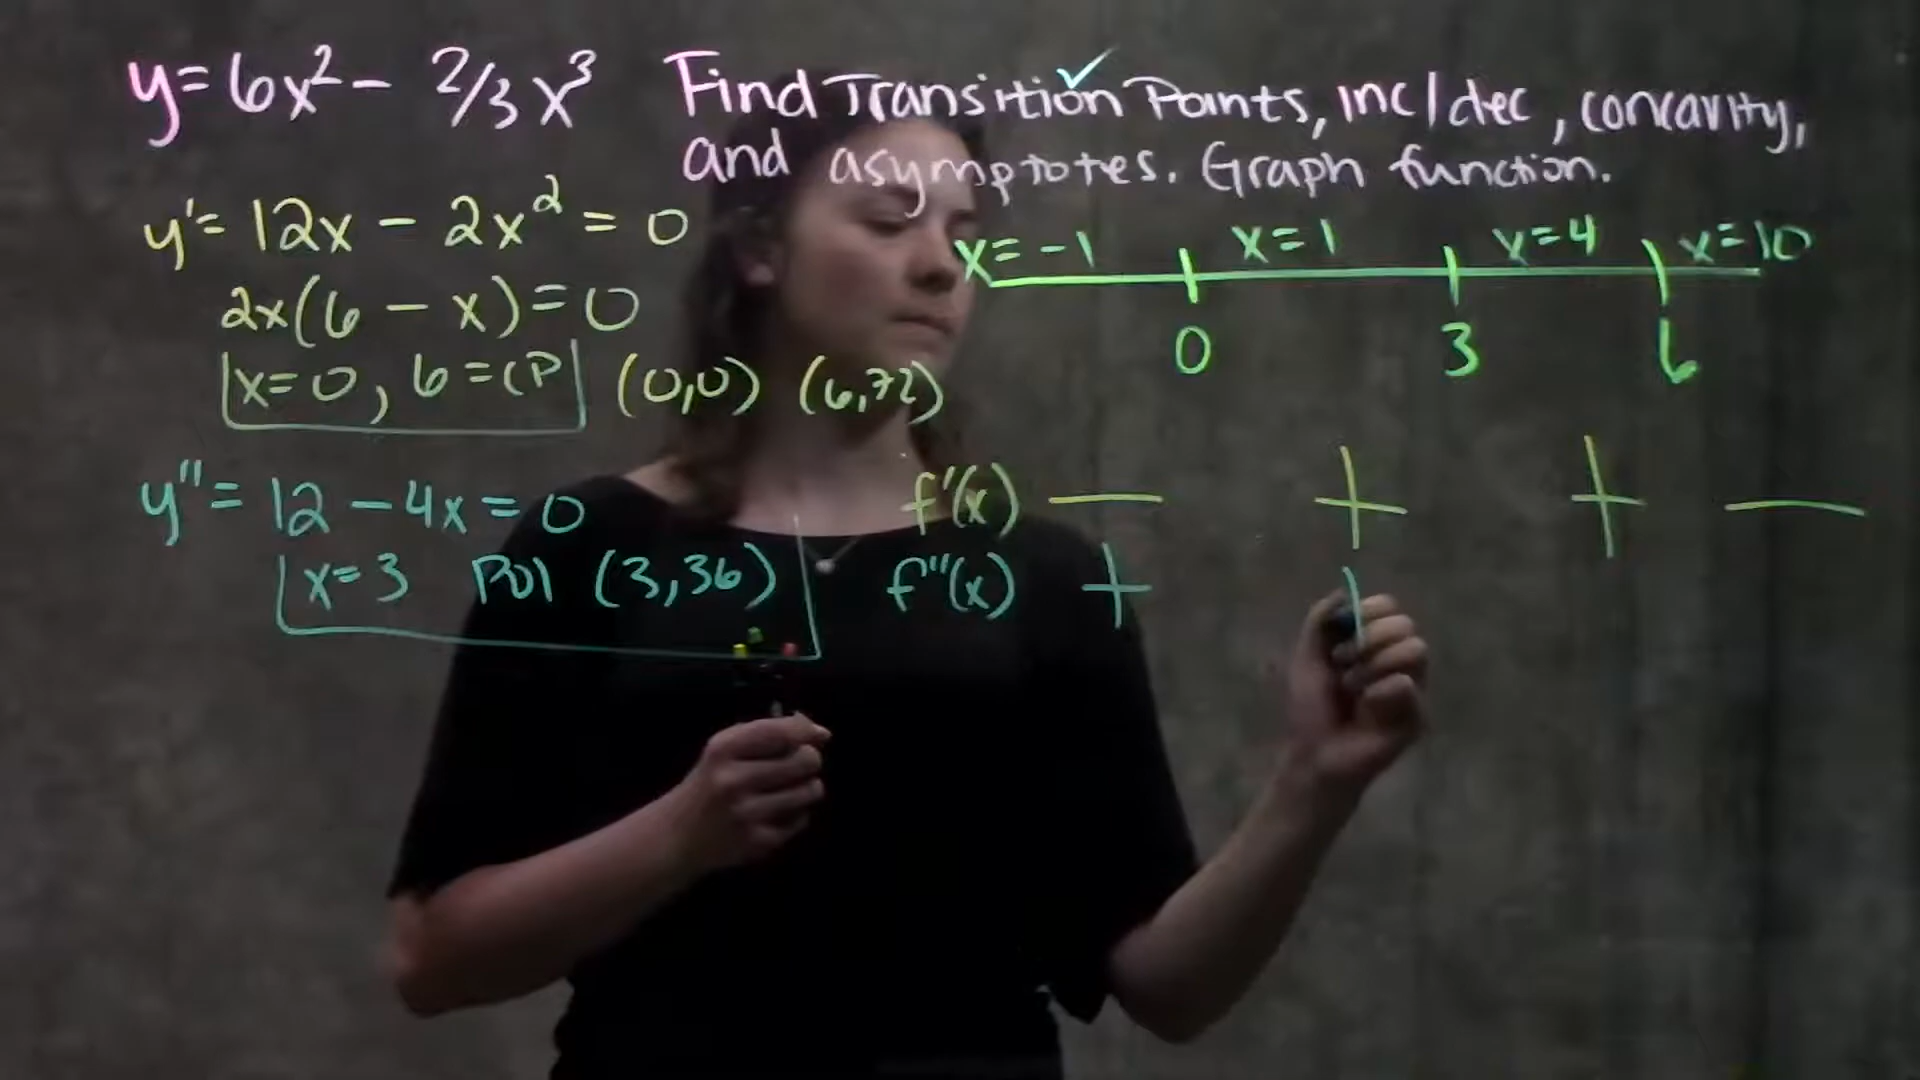 y = 6x² - 2/3x³
Find Transition Points, inc/dec, concavity,
and asymptotes. Graph function.
y' = 12x - 2x² = 0
2x(6 - x) = 0
x=0, 6 = CP (0,0) (6,72)
y'' = 12 - 4x = 0
x=3 POI (3,36)
x=-1 x=1 x=4 x=10
0 3 6
f'(x) - + + -
f''(x) + |